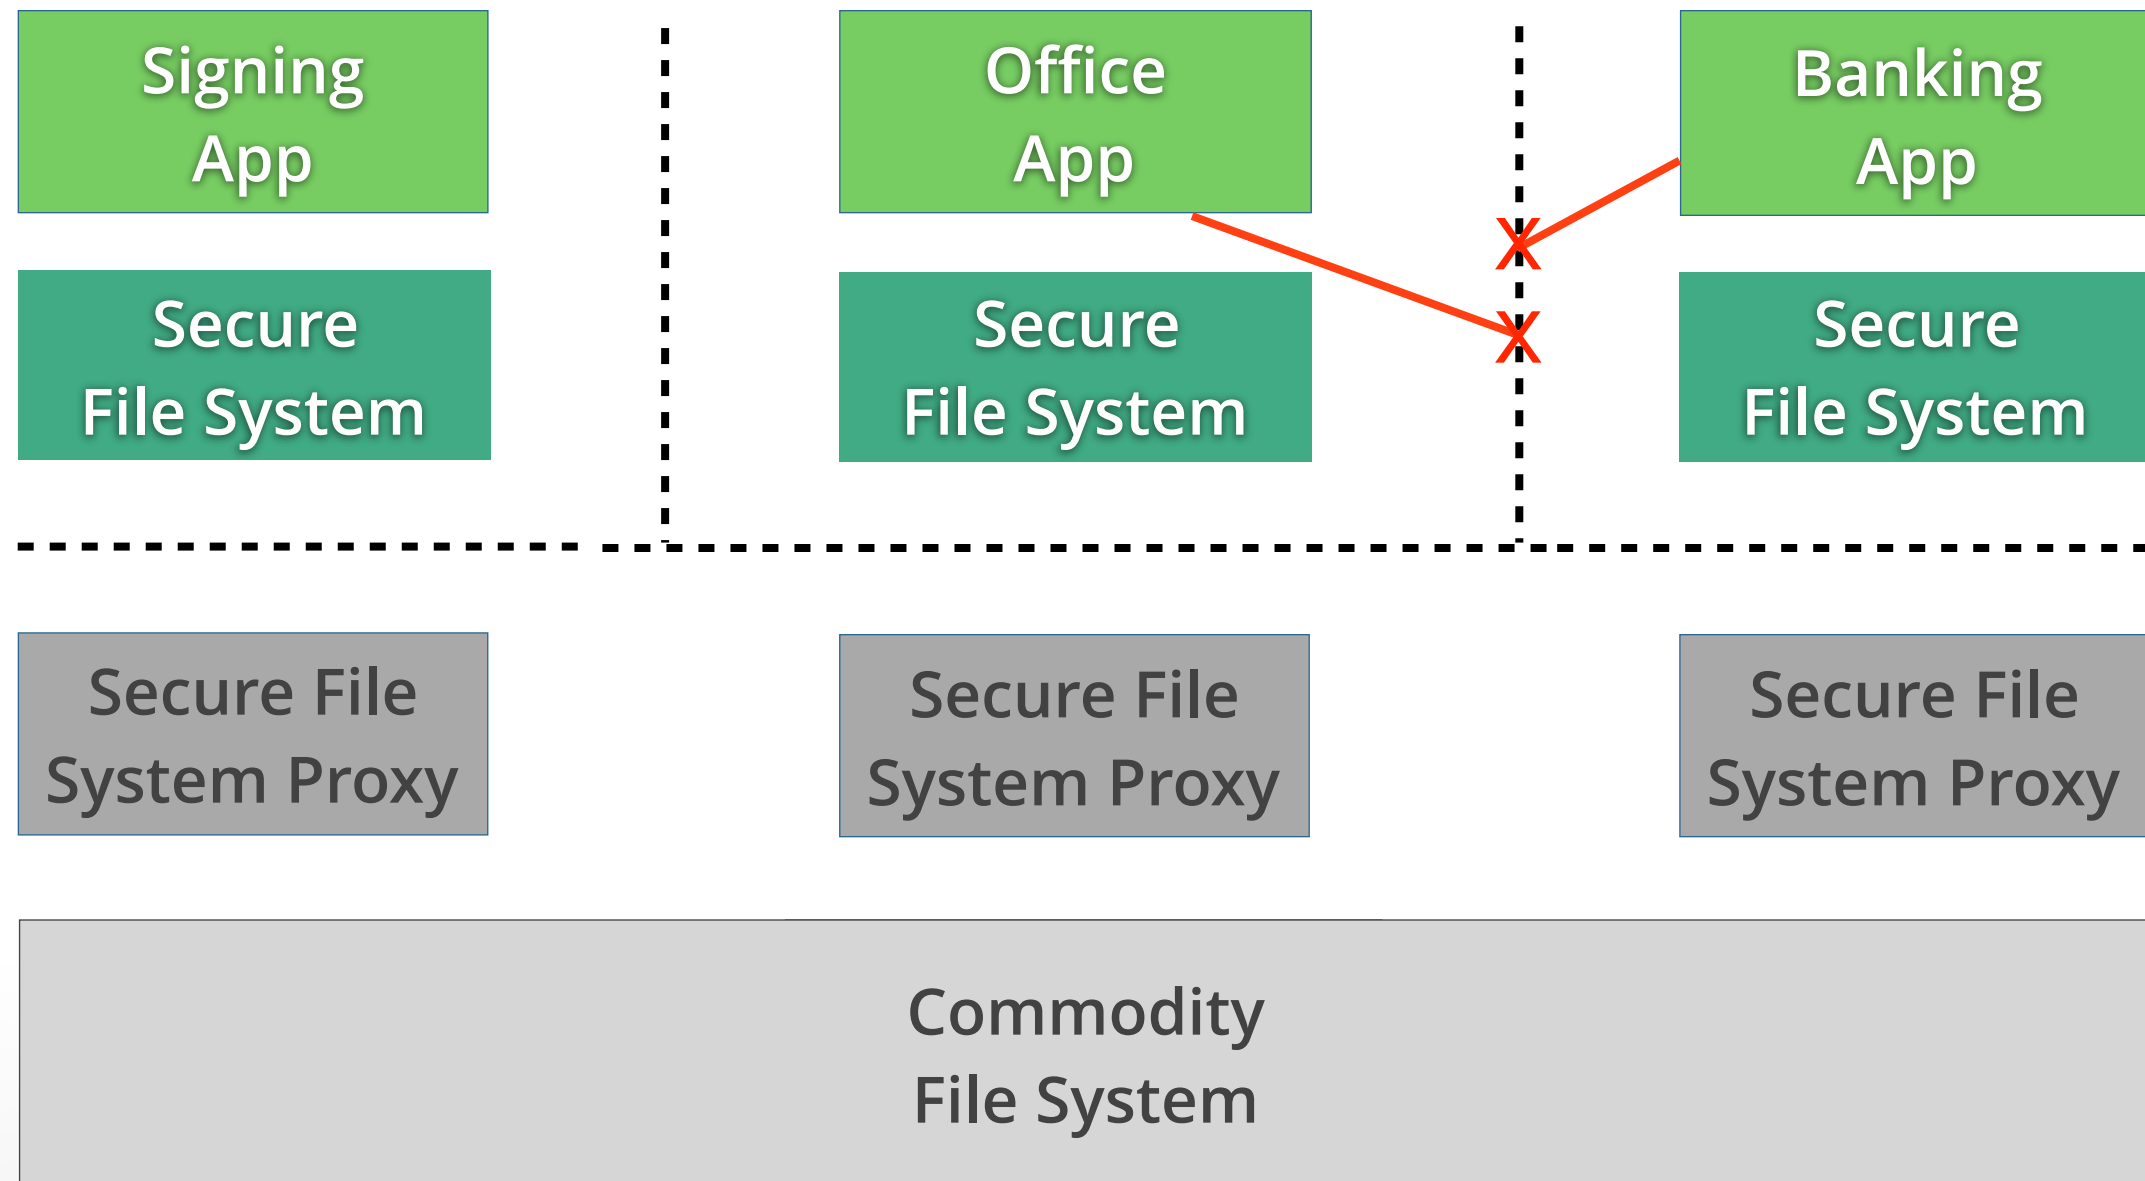 Signing
App
Office
App
Banking
App
X
X
Secure
File System
Secure
File System
Secure
File System
Secure File
System Proxy
Secure File
System Proxy
Secure File
System Proxy
Commodity
File System